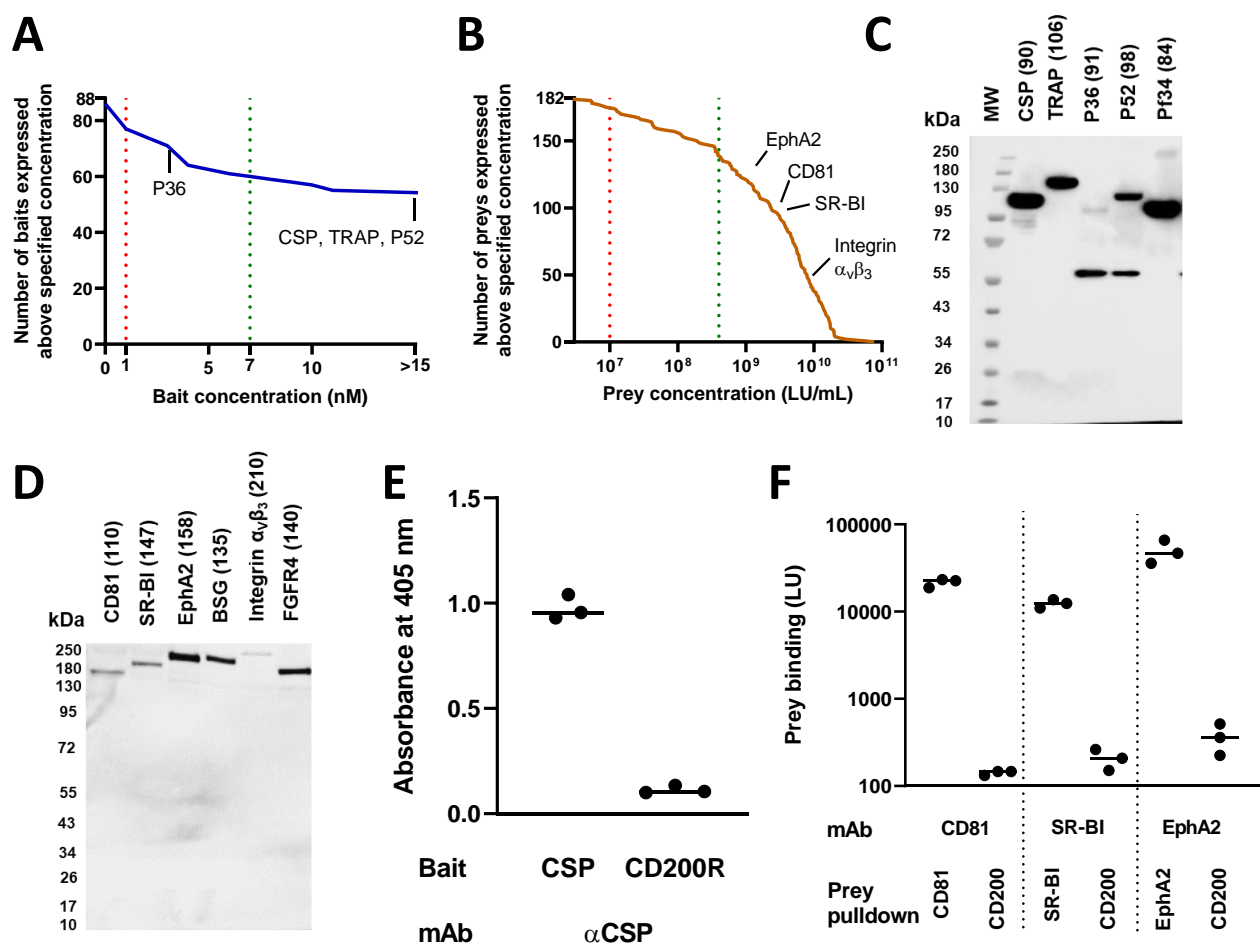 A
Number of baits expressed
above specified concentration
88
80
60
40
20
0
0
1
5
7
10
>15
P36
CSP, TRAP, P52
Bait concentration (nM)
B
Number of preys expressed
above specified concentration
182
150
100
50
0
10⁷
10⁸
10⁹
10¹⁰
10¹¹
EphA2
CD81
SR-BI
Integrin
αᵥβ₃
Prey concentration (LU/mL)
C
kDa
MW
CSP (90)
TRAP (106)
P36 (91)
P52 (98)
Pf34 (84)
250
180
130
95
72
55
43
34
26
17
10
D
kDa
CD81 (110)
SR-BI (147)
EphA2 (158)
BSG (135)
Integrin αᵥβ₃ (210)
FGFR4 (140)
250
180
130
95
72
55
43
34
26
17
10
E
Absorbance at 405 nm
1.5
1.0
0.5
0.0
Bait
CSP
CD200R
mAb
αCSP
F
Prey binding (LU)
100000
10000
1000
100
mAb
CD81
SR-BI
EphA2
Prey
pulldown
CD81
CD200
SR-BI
CD200
EphA2
CD200